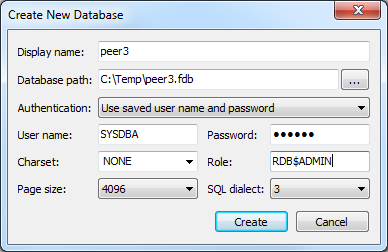 Create New Database
Display name: peer3
Database path: C:\Temp\peer3.fdb ...
Authentication: Use saved user name and password
User name: SYSDBA Password: ●●●●●●
Charset: NONE Role: RDB$ADMIN
Page size: 4096 SQL dialect: 3
Create Cancel